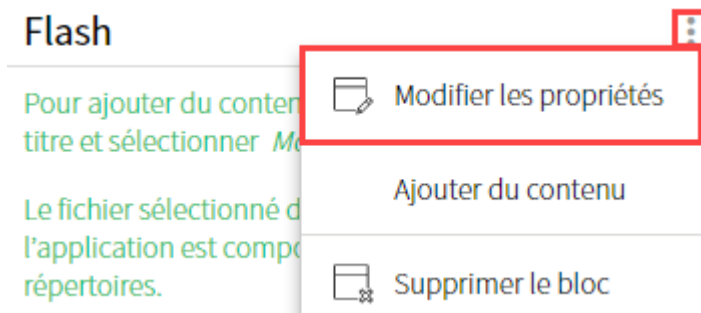 Flash
Pour ajouter du conten
titre et sélectionner
Le fichier sélectionné d
l'application est compo
répertoires.
Modifier les propriétés
Ajouter du contenu
Supprimer le bloc